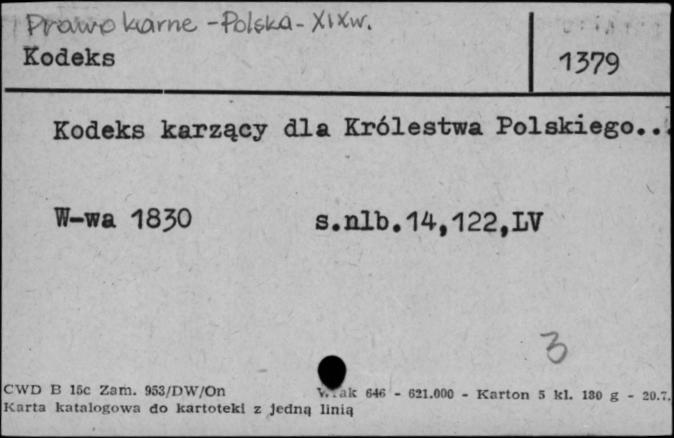 Prawo karne - Polska - XIX w.
Kodeks
1379
Kodeks karzący dla Królestwa Polskiego...
W-wa 1830 s.nlb.14,122,LV
3
CWD B 15c Zam. 953/DW/On 646 - 621.000 - Karton 5 kl. 180 g - 20.7.
Karta katalogowa do kartoteki z jedną linią